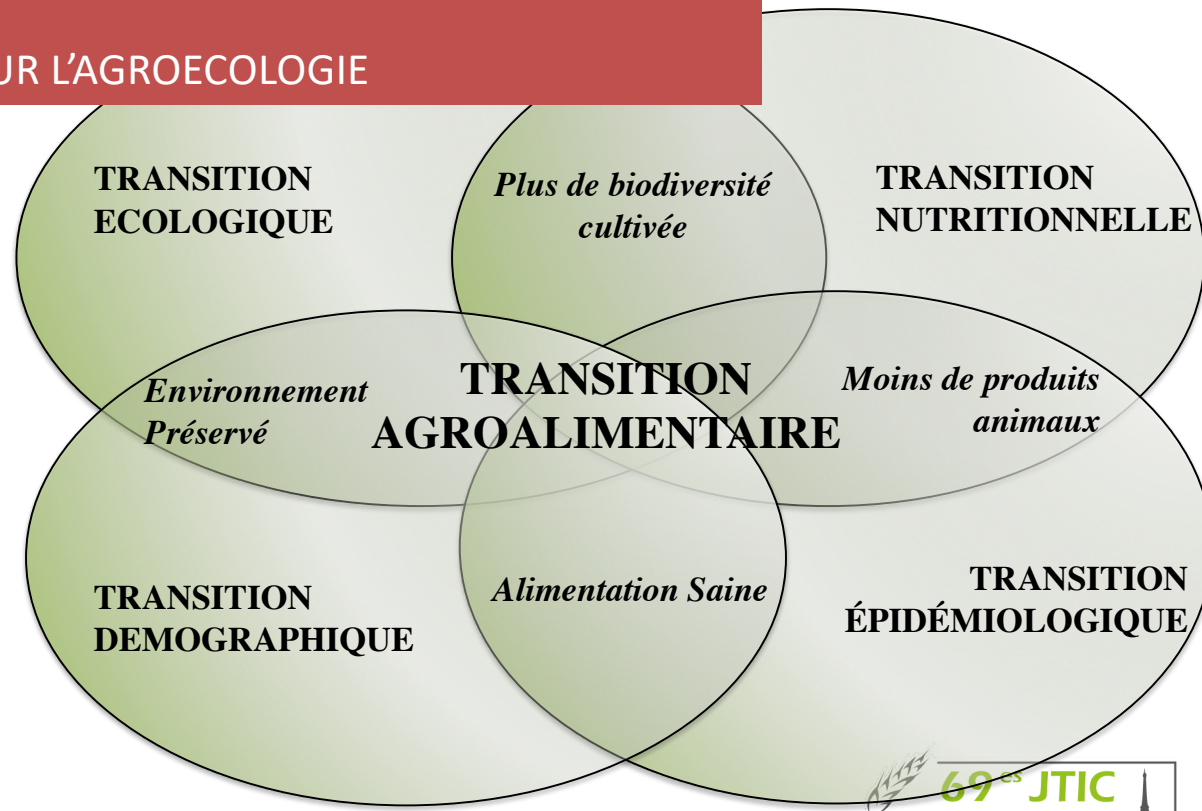 UR L'AGROECOLOGIE
TRANSITION
ECOLOGIQUE
Plus de biodiversité
cultivée
TRANSITION
NUTRITIONNELLE
Environnement
Préservé
TRANSITION
AGROALIMENTAIRE
Moins de produits
animaux
TRANSITION
DEMOGRAPHIQUE
Alimentation Saine
TRANSITION
ÉPIDÉMIOLOGIQUE
69es JTIC